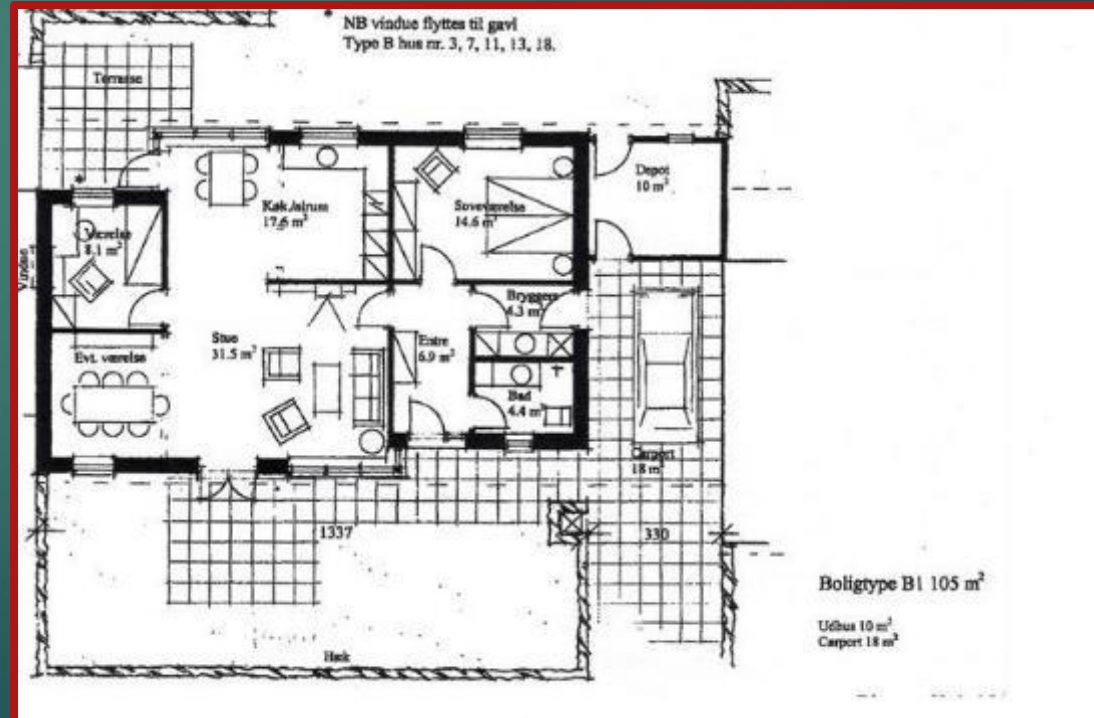 * NB vindue flyttes til gavl
Type B hus nr. 3, 7, 11, 13, 18.
Terrasse
Køk./alrum
17.6 m²
Soveværelse
14.6 m²
Depot
10 m²
Værelse
8.1 m²
Vindue
Stue
31.5 m²
Entre
6.9 m²
Bryggers
4.3 m²
Bad
4.4 m²
Evt. værelse
Carport
18 m²
1337
330
Boligtype B1 105 m²
Udhus 10 m²
Carport 18 m²
Hæk